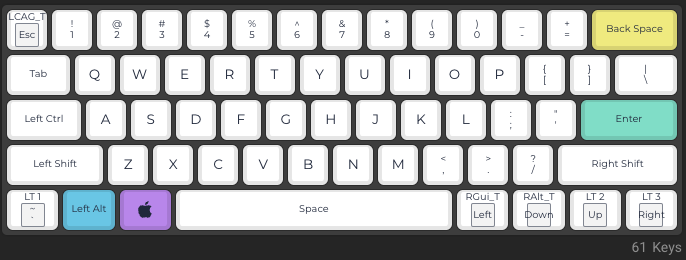 LCAG_T ! @ # $ % ^ & * ( ) _ +
Esc 1 2 3 4 5 6 7 8 9 0 - = Back Space
Tab Q W E R T Y U I O P { } |
[ ] \
Left Ctrl A S D F G H J K L : " Enter
; '
Left Shift Z X C V B N M < > ? Right Shift
, . /
LT 1 RGui_T RAlt_T LT 2 LT 3
~ Left Alt Space Left Down Up Right
`
61 Keys